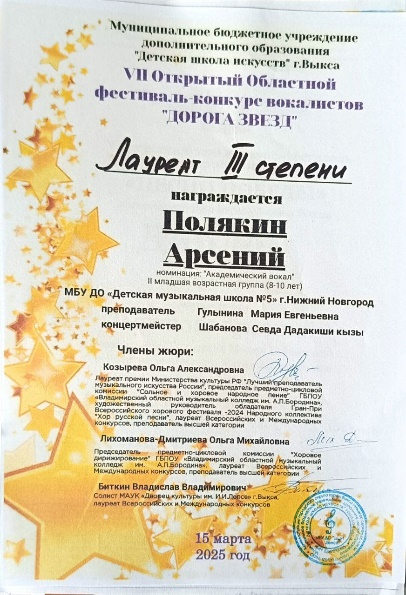 Муниципальное бюджетное учреждение
дополнительного образования
"Детская школа искусств" г.Выкса
VII Открытый Областной
фестиваль-конкурс вокалистов
"ДОРОГА ЗВЕЗД"
Лауреат III степени
награждается
Полякин
Арсений
номинация: "Академический вокал"
II младшая возрастная группа (8-10 лет)
МБУ ДО «Детская музыкальная школа №5» г.Нижний Новгород
преподаватель Гулынина Мария Евгеньевна
концертмейстер Шабанова Севда Дадакиши кызы
Члены жюри:
Козырева Ольга Александровна
Лауреат премии Министерства культуры РФ "Лучший преподаватель
музыкального искусства России", председатель предметно-цикловой
комиссии "Сольное и хоровое народное пение" ГБПОУ
«Владимирский областной музыкальный колледж им. А.П.Бородина»,
художественный руководитель обладателя Гран-При
Всероссийского хорового фестиваля -2024 Народного коллектива
"Хор русской песни", лауреат Всероссийских и Международных
конкурсов, преподаватель высшей категории
Лихоманова-Дмитриева Ольга Михайловна
Председатель предметно-цикловой комиссии "Хоровое
дирижирование" ГБПОУ «Владимирский областной музыкальный
колледж им. А.П.Бородина», лауреат Всероссийских и
Международных конкурсов, преподаватель высшей категории
Биткин Владислав Владимирович
Солист МАУК «Дворец культуры им. И.И.Лепсе» г.Выкса,
лауреат Всероссийских и Международных конкурсов
15 марта
2025 год